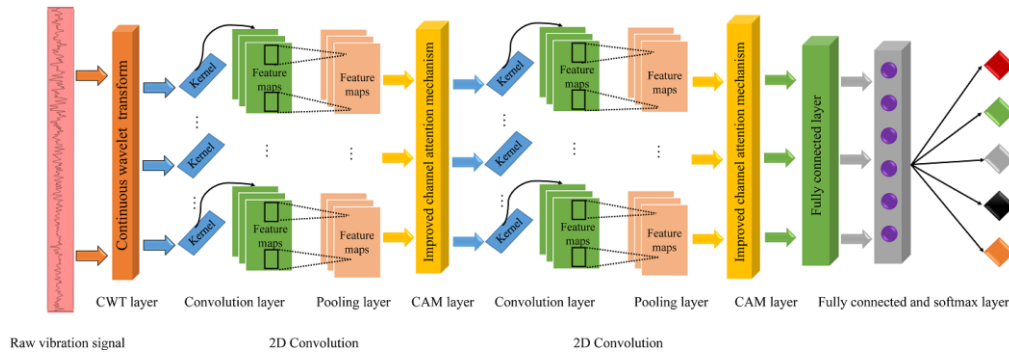 Continuous wavelet transform
Kernel
Feature
maps
Feature
maps
Improved channel attention mechanism
Kernel
Feature
maps
Feature
maps
Improved channel attention mechanism
Fully connected layer
...
Kernel
...
...
...
Kernel
...
...
...
Kernel
Feature
maps
Feature
maps
Kernel
Feature
maps
Feature
maps
CWT layer
Convolution layer
Pooling layer
CAM layer
Convolution layer
Pooling layer
CAM layer
Fully connected and softmax layer
Raw vibration signal
2D Convolution
2D Convolution